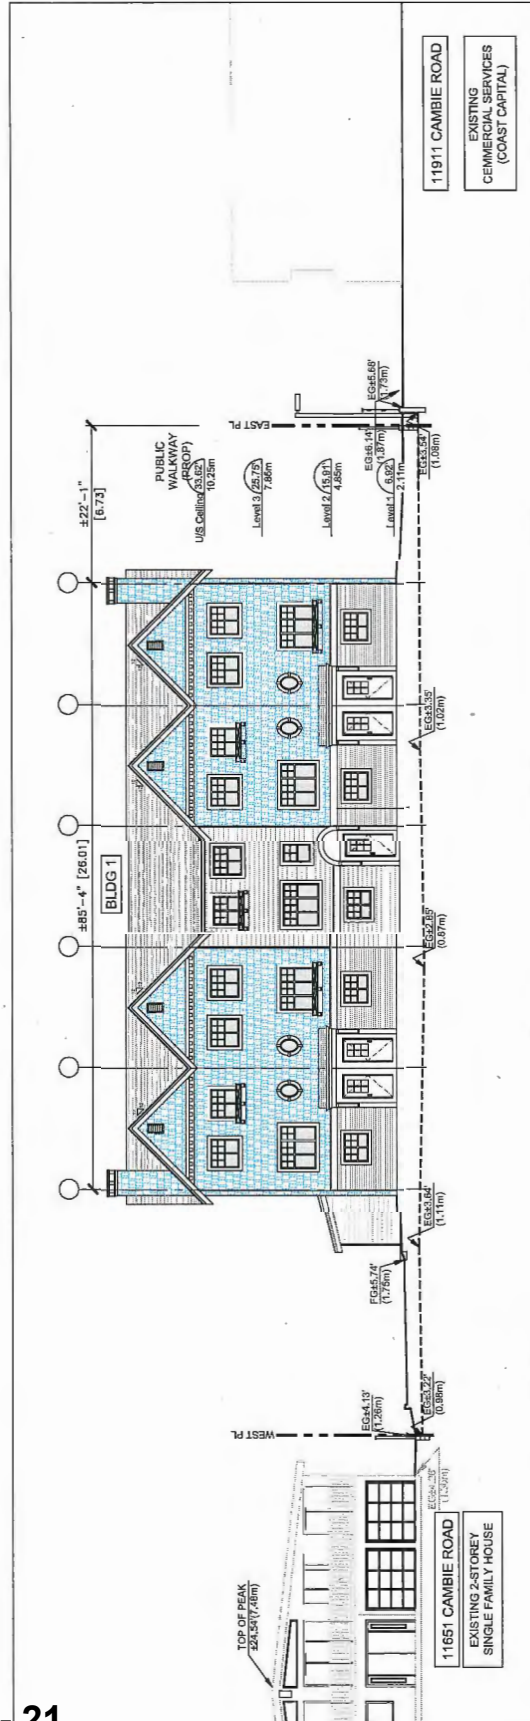 11911 CAMBIE ROAD
EXISTING
CEMMERCIAL SERVICES
(COAST CAPITAL)
EG±5.68'
(1.73m)
EAST PL
EG±6.14'
(1.87m)
EG±3.54'
(1.08m)
±22'-1"
[6.73]
PUBLIC
WALKWAY
(PROP)
U/S Ceiling 33.62'
10.25m
Level 3 25.75'
7.85m
Level 2 15.91'
4.85m
Level 1 6.92'
2.11m
EG±3.35'
(1.02m)
±85'-4" [26.01]
BLDG 1
EG±2.85'
(0.87m)
EG±3.64'
(1.11m)
FG±5.74'
(1.75m)
WEST PL
EG±4.13'
(1.26m)
EG±3.22'
(0.98m)
EG±4.26'
(1.30m)
TOP OF PEAK
±24.54'(7.48m)
11651 CAMBIE ROAD
EXISTING 2-STOREY
SINGLE FAMILY HOUSE
21